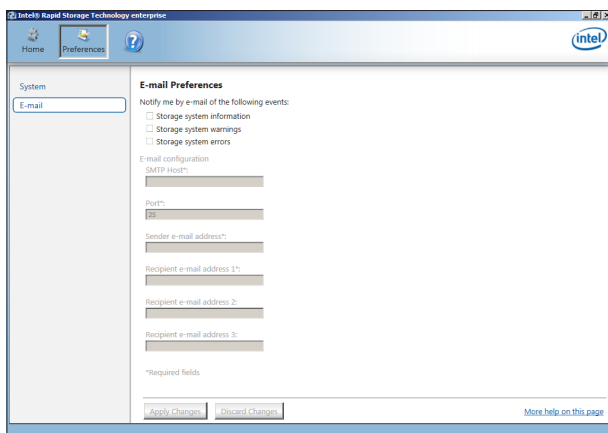 Intel® Rapid Storage Technology enterprise
Home
Preferences
?
intel
System
E-mail
E-mail Preferences
Notify me by e-mail of the following events:
Storage system information
Storage system warnings
Storage system errors
E-mail configuration
SMTP Host*:
Port*:
25
Sender e-mail address*:
Recipient e-mail address 1*:
Recipient e-mail address 2:
Recipient e-mail address 3:
*Required fields
Apply Changes
Discard Changes
More help on this page